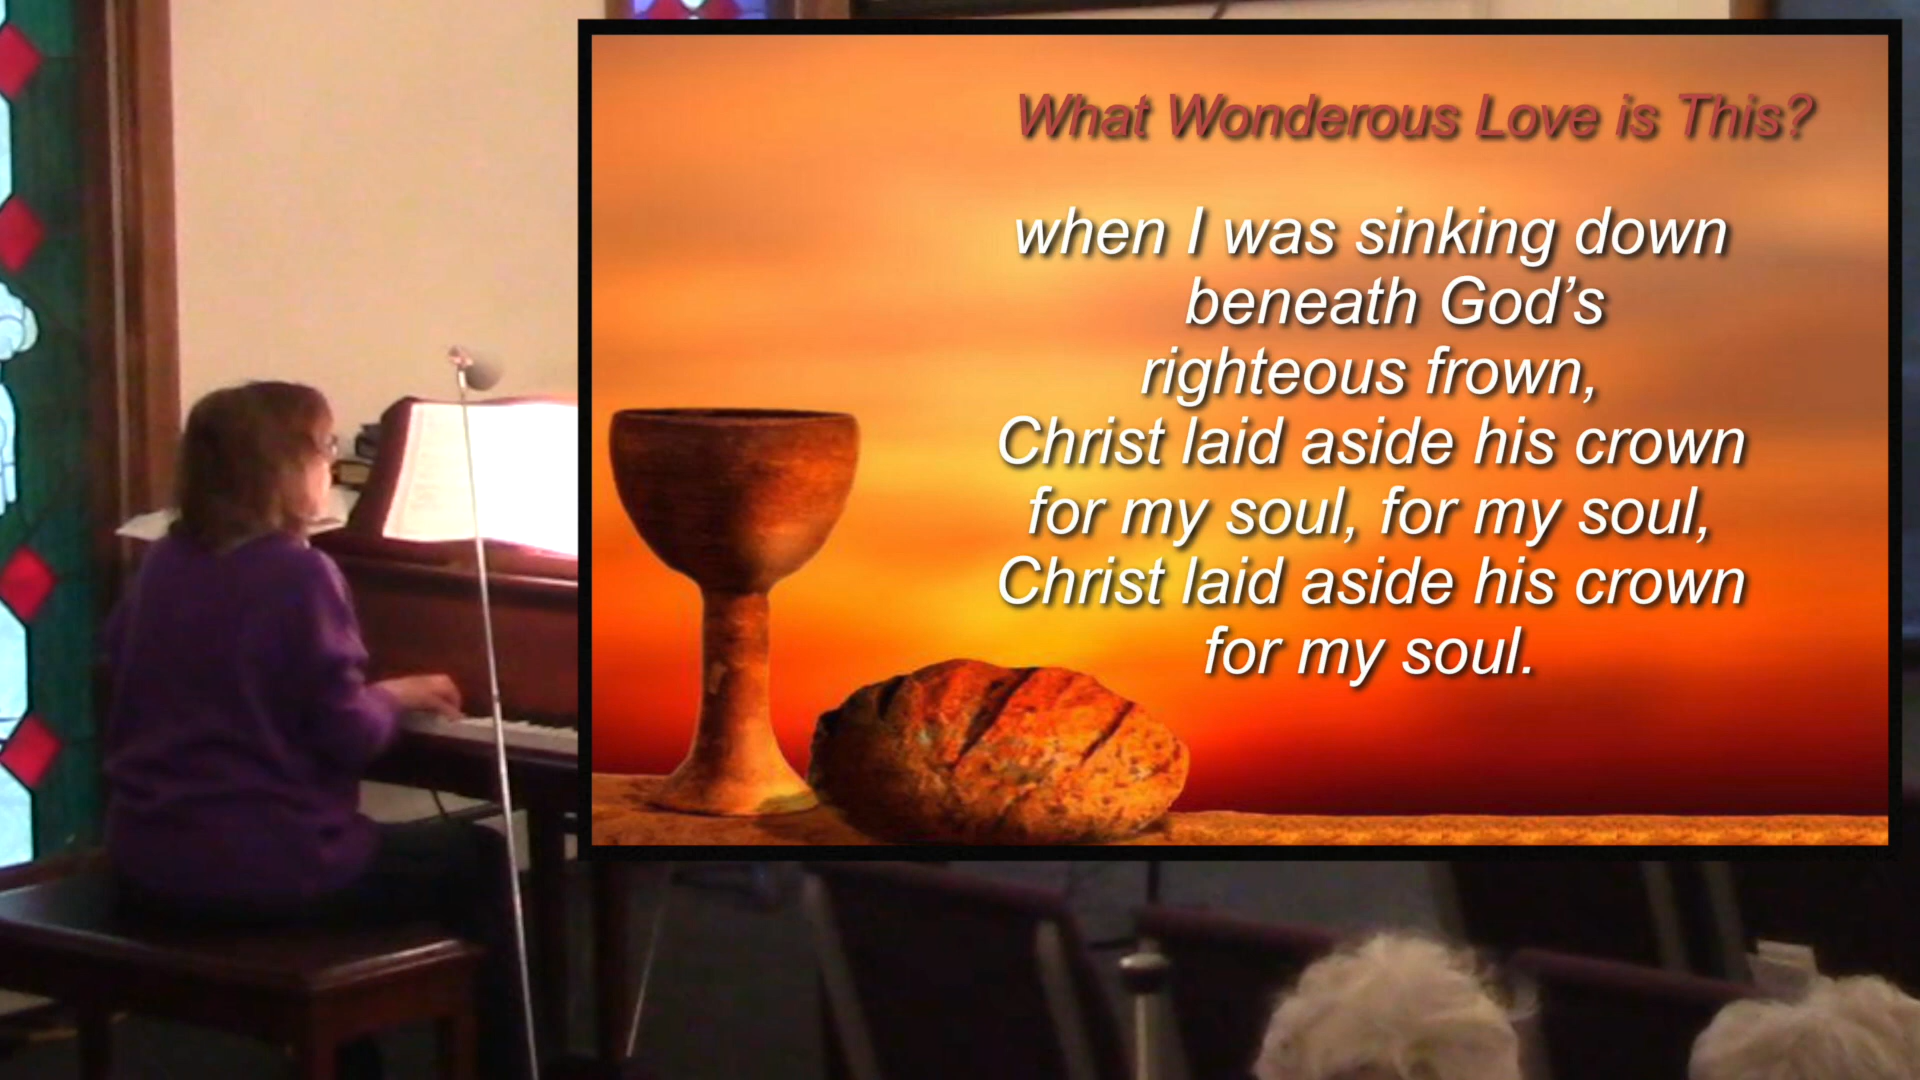 What Wonderous Love is This?
when I was sinking down
beneath God’s
righteous frown,
Christ laid aside his crown
for my soul, for my soul,
Christ laid aside his crown
for my soul.